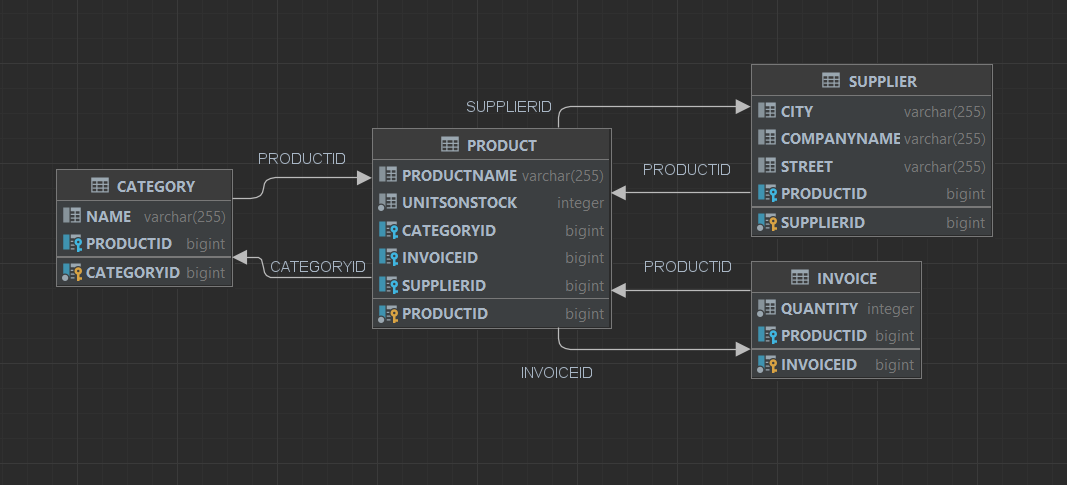 SUPPLIER
CITY varchar(255)
COMPANYNAME varchar(255)
STREET varchar(255)
PRODUCTID bigint
SUPPLIERID bigint
SUPPLIERID
PRODUCT
PRODUCTNAME varchar(255)
UNITSONSTOCK integer
CATEGORYID bigint
INVOICEID bigint
SUPPLIERID bigint
PRODUCTID bigint
PRODUCTID
PRODUCTID
CATEGORY
NAME varchar(255)
PRODUCTID bigint
CATEGORYID bigint
CATEGORYID
PRODUCTID
INVOICE
QUANTITY integer
PRODUCTID bigint
INVOICEID bigint
INVOICEID